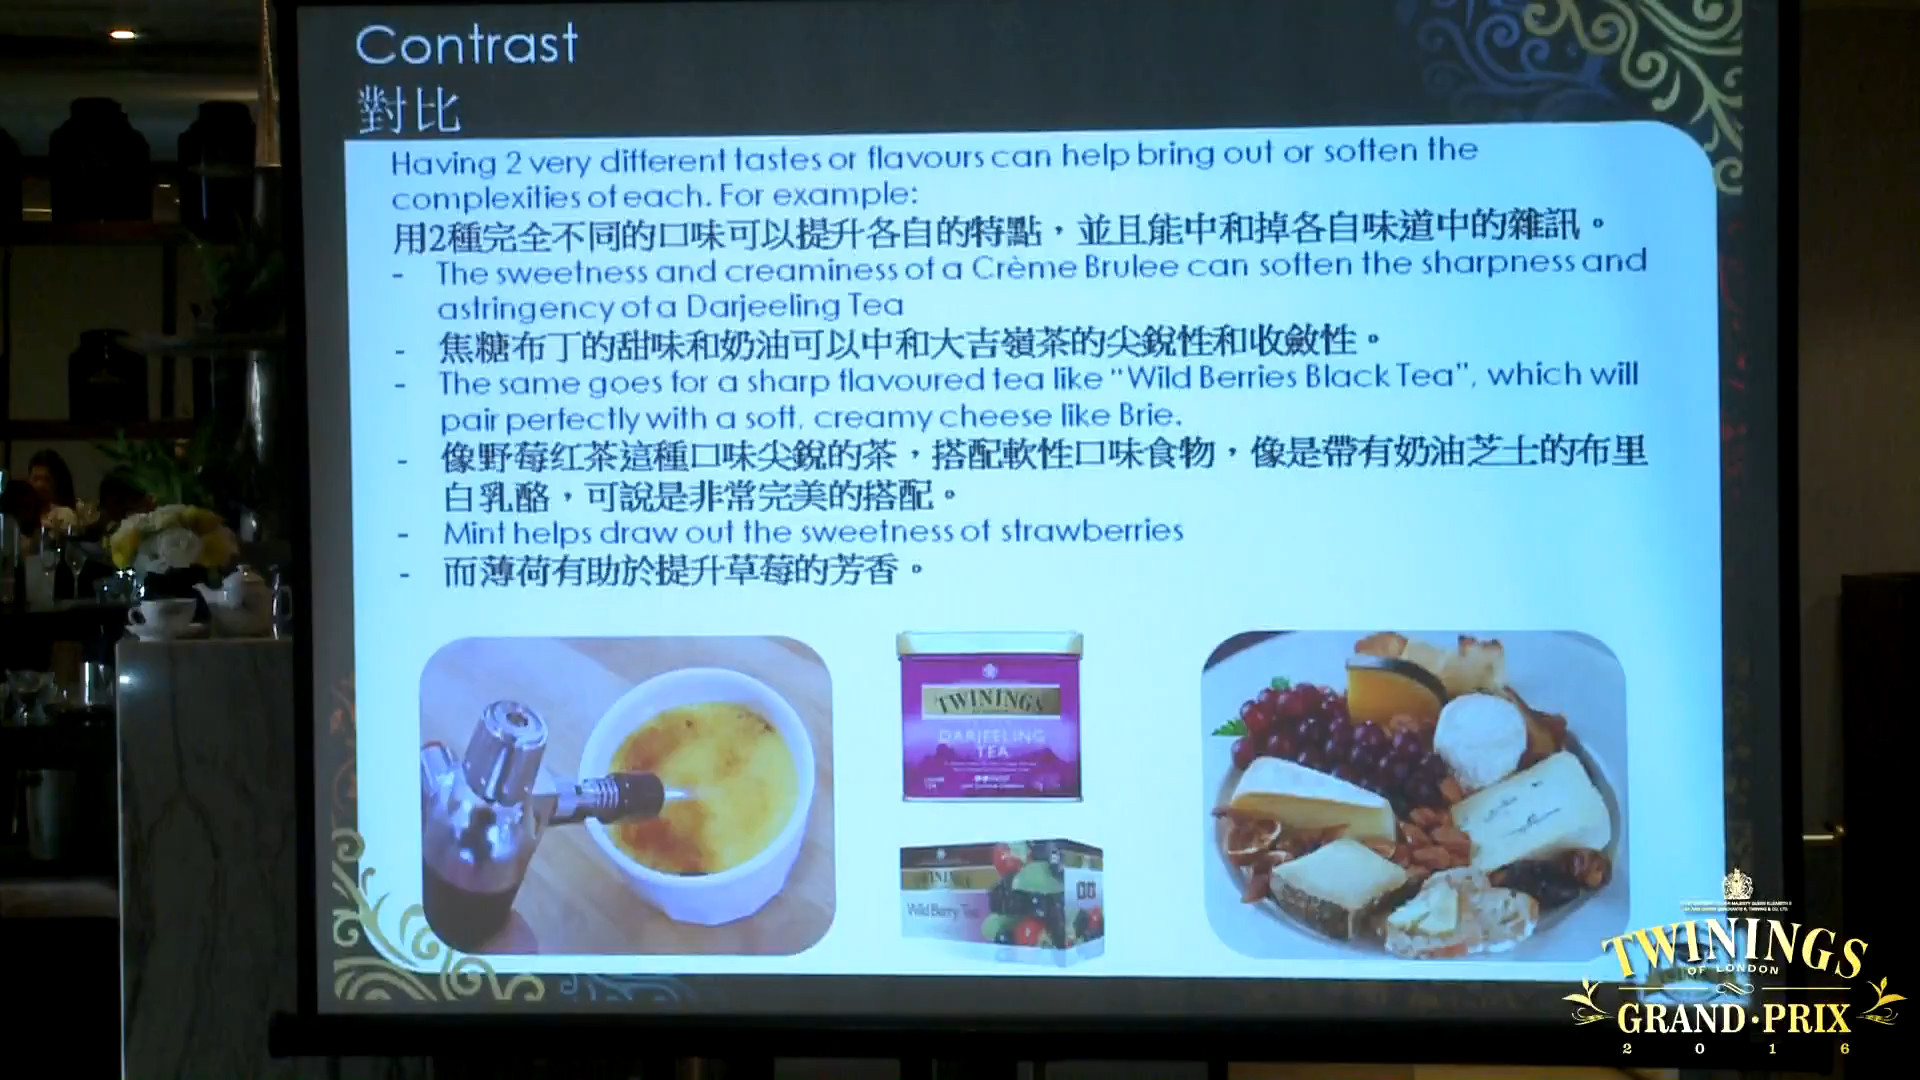 Contrast
對比
Having 2 very different tastes or flavours can help bring out or soften the
complexities of each. For example:
用2種完全不同的口味可以提升各自的特點，並且能中和掉各自味道中的雜訊。
- The sweetness and creaminess of a Crème Brulee can soften the sharpness and
astringency of a Darjeeling Tea
- 焦糖布丁的甜味和奶油可以中和大吉嶺茶的尖銳性和收斂性。
- The same goes for a sharp flavoured tea like "Wild Berries Black Tea", which will
pair perfectly with a soft, creamy cheese like Brie.
- 像野莓红茶這種口味尖銳的茶，搭配軟性口味食物，像是帶有奶油芝士的布里
白乳酪，可說是非常完美的搭配。
- Mint helps draw out the sweetness of strawberries
- 而薄荷有助於提升草莓的芳香。
TWININGS
DARJEELING
TEA
TWININGS
Wild Berry Tea
TWININGS
OF LONDON
GRAND·PRIX
2016